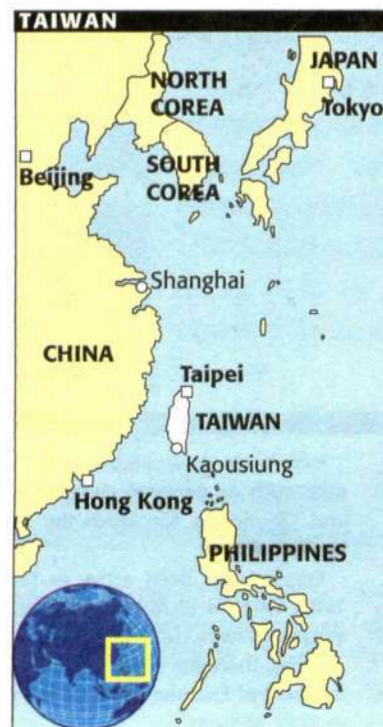 TAIWAN
JAPAN
NORTH
COREA
Tokyo
SOUTH
COREA
Beijing
Shanghai
CHINA
Taipei
TAIWAN
Kaousiung
Hong Kong
PHILIPPINES